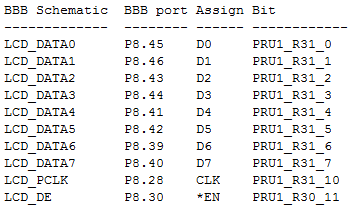 BBB Schematic  BBB port Assign Bit
-------------  -------- ------ ------------
LCD_DATA0      P8.45    D0     PRU1_R31_0
LCD_DATA1      P8.46    D1     PRU1_R31_1
LCD_DATA2      P8.43    D2     PRU1_R31_2
LCD_DATA3      P8.44    D3     PRU1_R31_3
LCD_DATA4      P8.41    D4     PRU1_R31_4
LCD_DATA5      P8.42    D5     PRU1_R31_5
LCD_DATA6      P8.39    D6     PRU1_R31_6
LCD_DATA7      P8.40    D7     PRU1_R31_7
LCD_PCLK       P8.28    CLK    PRU1_R31_10
LCD_DE         P8.30    *EN    PRU1_R30_11